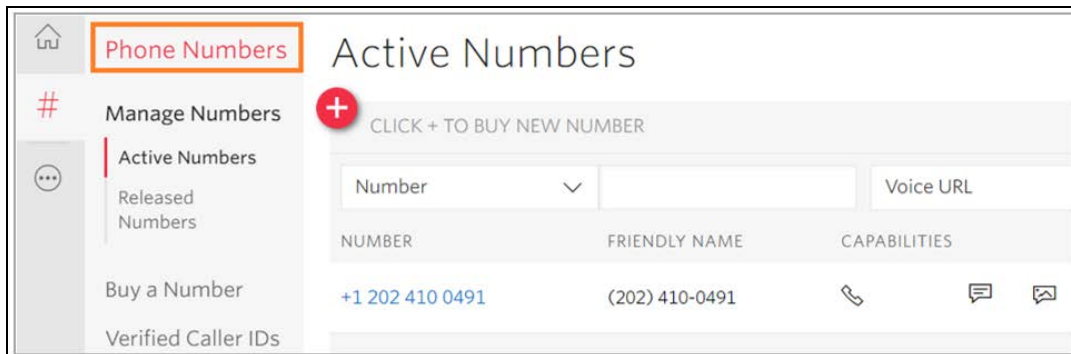 Phone Numbers
#
Manage Numbers
Active Numbers
Released
Numbers
Buy a Number
Verified Caller IDs
Active Numbers
+
CLICK + TO BUY NEW NUMBER
Number
Voice URL
NUMBER FRIENDLY NAME CAPABILITIES
+1 202 410 0491 (202) 410-0491